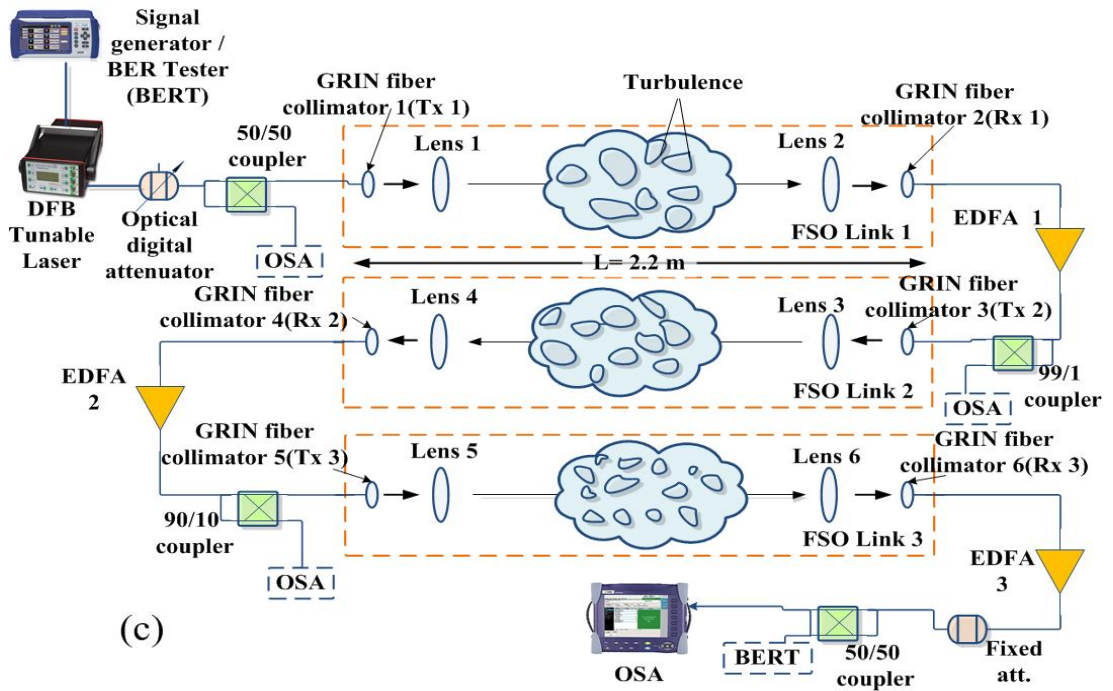 Signal
generator /
BER Tester
(BERT)
DFB
Tunable
Laser
Optical
digital
attenuator
50/50
coupler
OSA
GRIN fiber
collimator 1(Tx 1)
Lens 1
Turbulence
Lens 2
GRIN fiber
collimator 2(Rx 1)
FSO Link 1
EDFA 1
L= 2.2 m
GRIN fiber
collimator 4(Rx 2)
Lens 4
Lens 3
GRIN fiber
collimator 3(Tx 2)
FSO Link 2
99/1
coupler
OSA
EDFA
2
GRIN fiber
collimator 5(Tx 3)
Lens 5
Lens 6
GRIN fiber
collimator 6(Rx 3)
FSO Link 3
90/10
coupler
OSA
EDFA
3
(c)
OSA
BERT
50/50
coupler
Fixed
att.